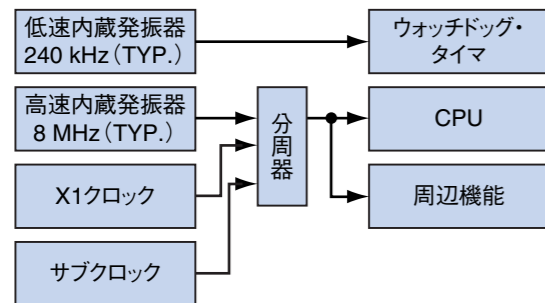 低速内蔵発振器
240 kHz（TYP.）
ウォッチドッグ・
タイマ
高速内蔵発振器
8 MHz（TYP.）
分周器
CPU
X1クロック
周辺機能
サブクロック